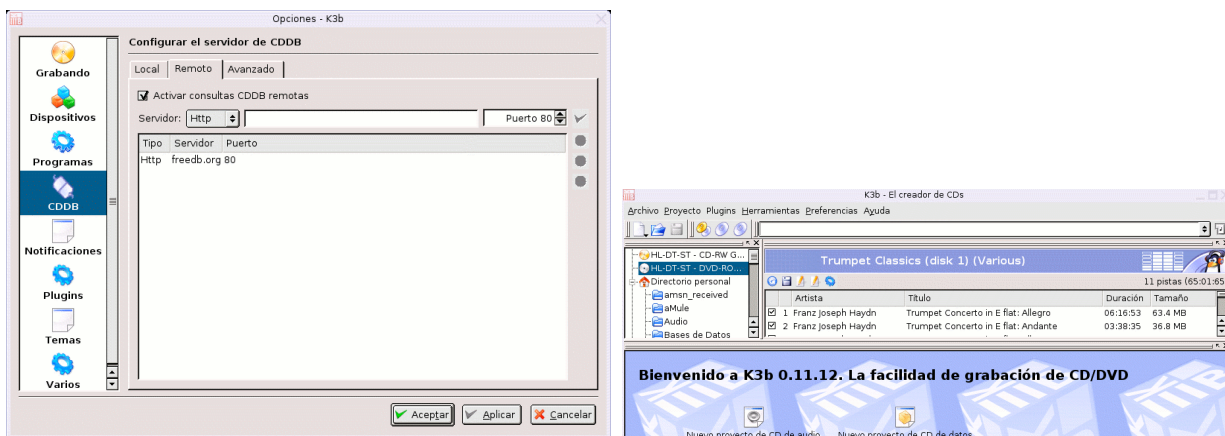 Opciones - K3b
Configurar el servidor de CDDB
Grabando
Dispositivos
Programas
CDDB
Notificaciones
Plugins
Temas
Varios
Local Remoto Avanzado
Activar consultas CDDB remotas
Servidor: Http Puerto 80
Tipo Servidor Puerto
Http freedb.org 80
Aceptar Aplicar Cancelar
K3b - El creador de CDs
Archivo Proyecto Plugins Herramientas Preferencias Ayuda
HL-DT-ST - CD-RW G...
HL-DT-ST - DVD-RO...
Directorio personal
amsn_received
aMule
Audio
Bases de Datos
Trumpet Classics (disk 1) (Various)
11 pistas (65:01:65
Artista Título Duración Tamaño
1 Franz Joseph Haydn Trumpet Concerto in E flat: Allegro 06:16:53 63.4 MB
2 Franz Joseph Haydn Trumpet Concerto in E flat: Andante 03:38:35 36.8 MB
Bienvenido a K3b 0.11.12. La facilidad de grabación de CD/DVD
Nuevo proyecto de CD de audio Nuevo proyecto de CD de datos